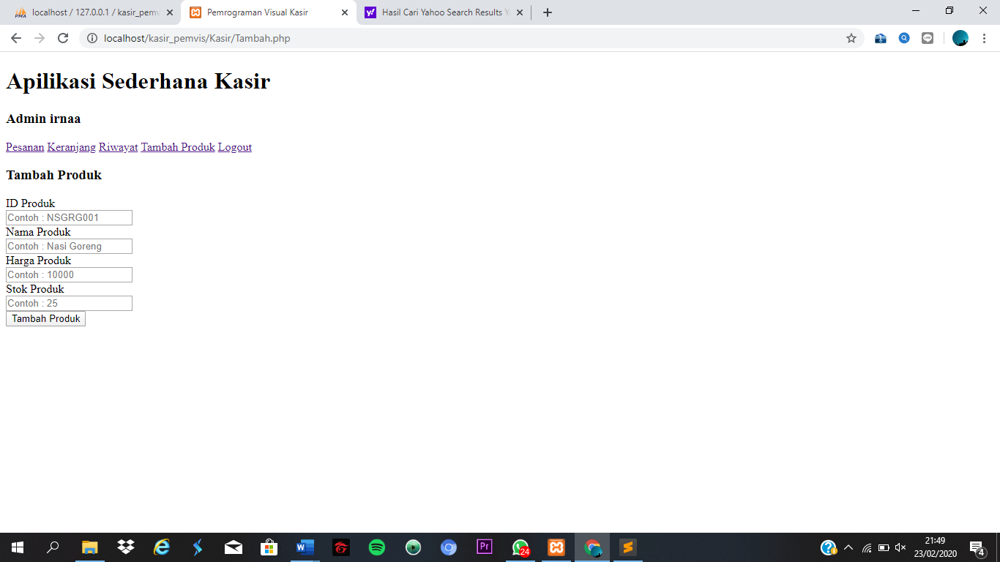 localhost / 127.0.0.1 / kasir_pemv
Pemrograman Visual Kasir
Hasil Cari Yahoo Search Results Y
localhost/kasir_pemvis/Kasir/Tambah.php
Apilikasi Sederhana Kasir
Admin irnaa
Pesanan Keranjang Riwayat Tambah Produk Logout
Tambah Produk
ID Produk
Contoh : NSGRG001
Nama Produk
Contoh : Nasi Goreng
Harga Produk
Contoh : 10000
Stok Produk
Contoh : 25
Tambah Produk
24
21:49
23/02/2020
4